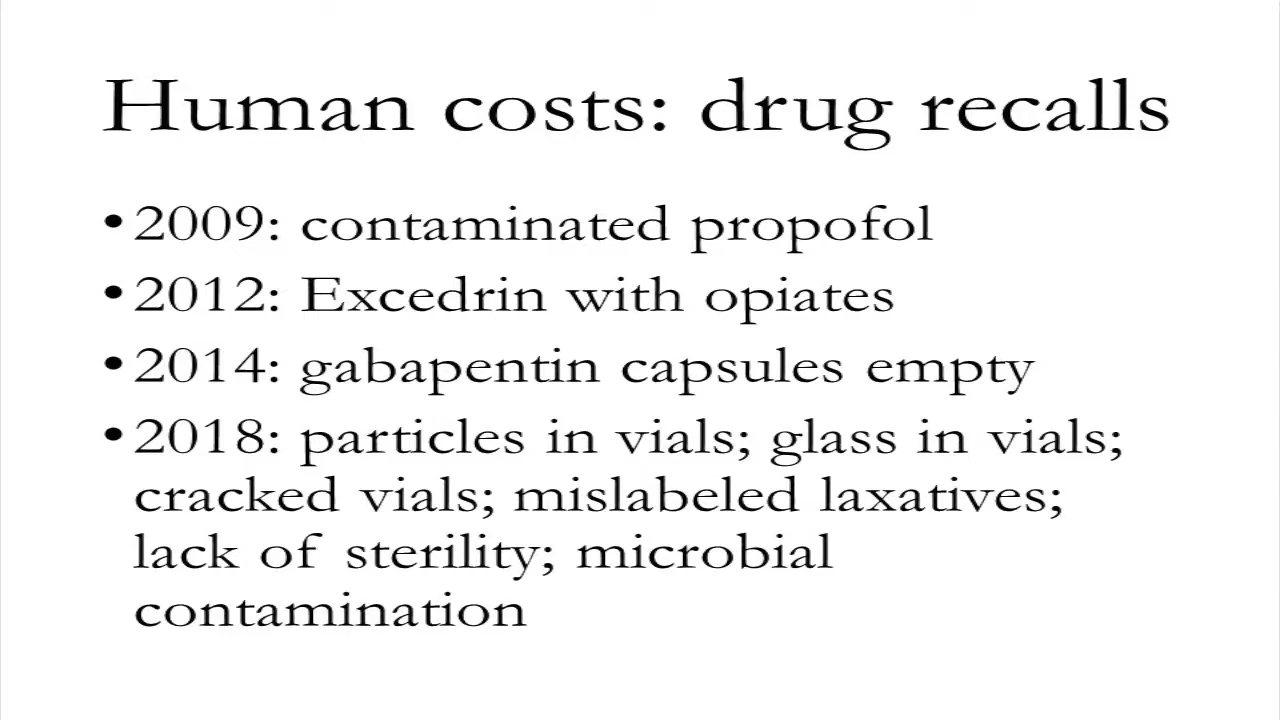 Human costs: drug recalls
• 2009: contaminated propofol
• 2012: Excedrin with opiates
• 2014: gabapentin capsules empty
• 2018: particles in vials; glass in vials;
cracked vials; mislabeled laxatives;
lack of sterility; microbial
contamination